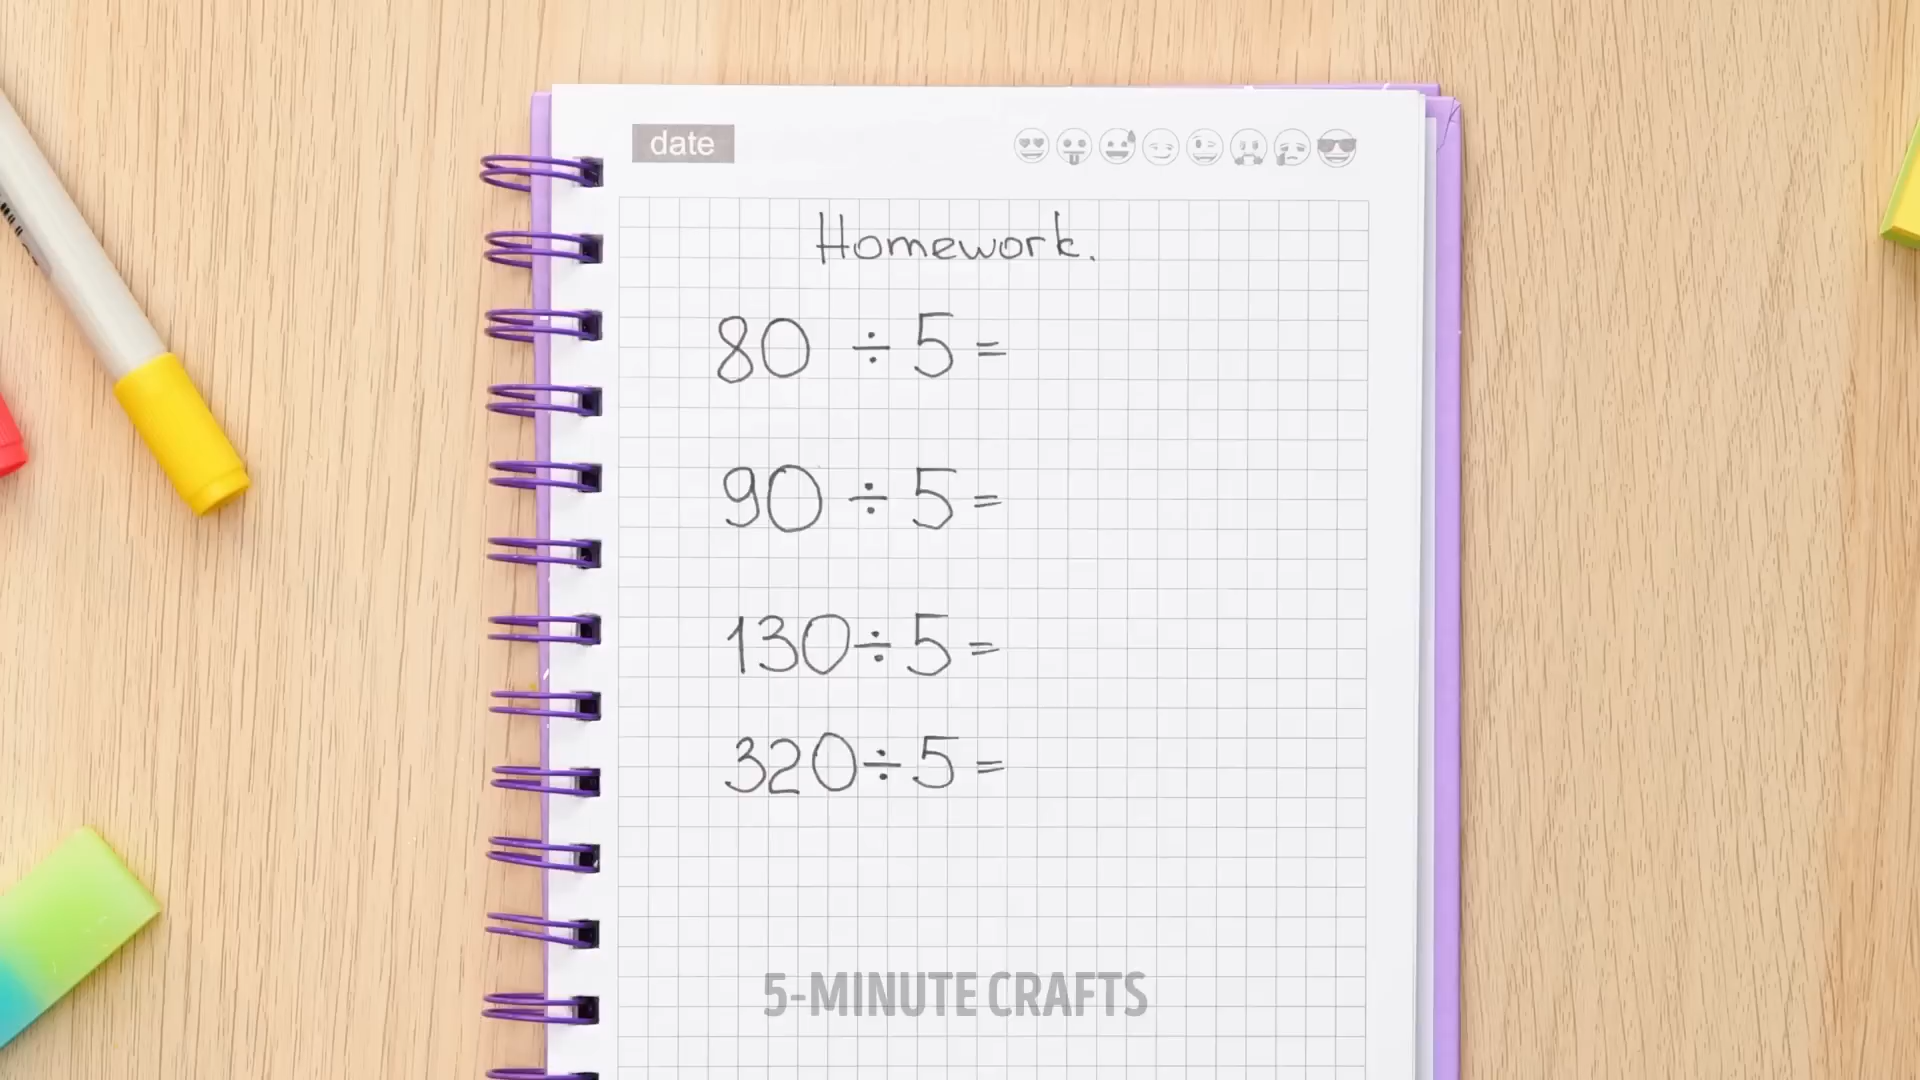 date
Homework.
80 ÷ 5 =
90 ÷ 5 =
130 ÷ 5 =
320 ÷ 5 =
5-MINUTE CRAFTS